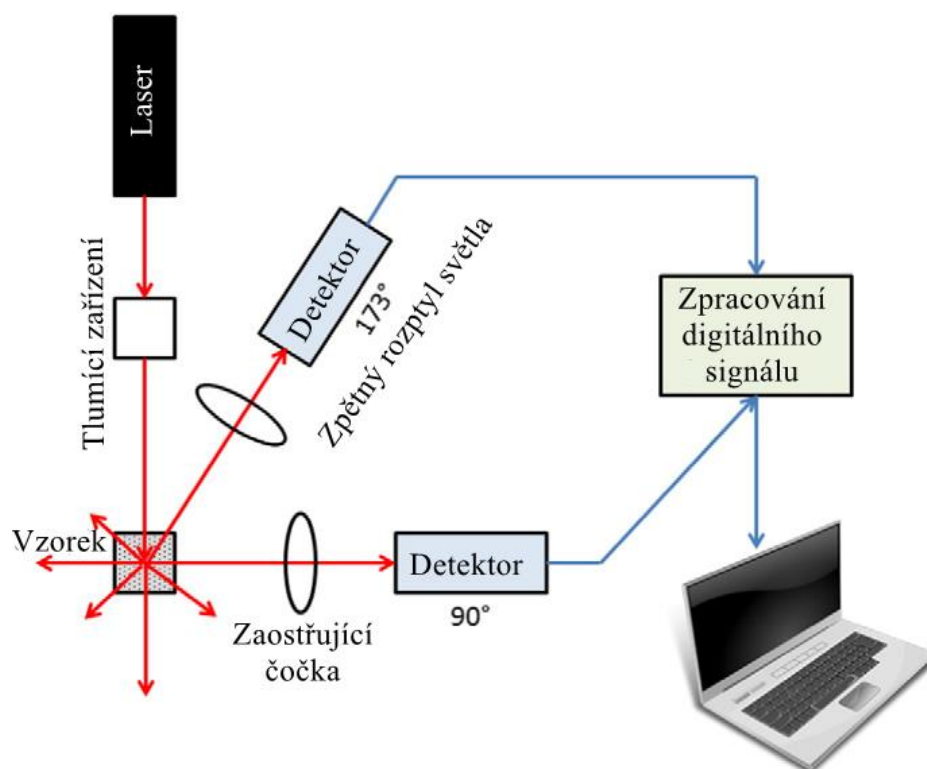 Laser
Tlumící zařízení
Detektor
173°
Zpětný rozptyl světla
Zpracování
digitálního
signálu
Vzorek
Detektor
90°
Zaostřující
čočka